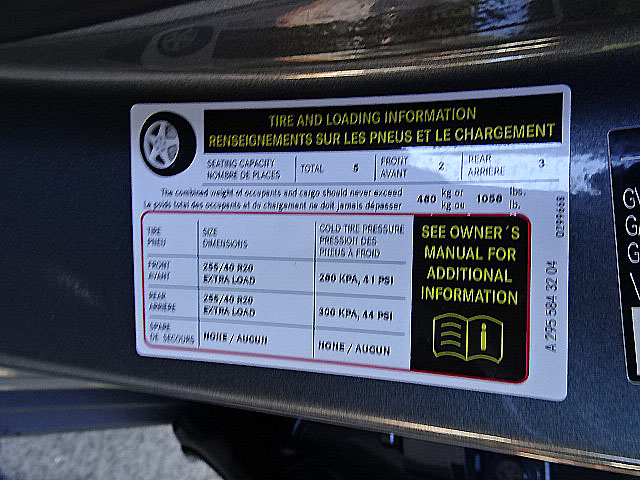 TIRE AND LOADING INFORMATION
RENSEIGNEMENTS SUR LES PNEUS ET LE CHARGEMENT
SEATING CAPACITY
NOMBRE DE PLACES
TOTAL 5
FRONT
AVANT
2
REAR
ARRIÈRE
3
The combined weight of occupants and cargo should never exceed
Le poids total des occupants et du chargement ne doit jamais dépasser
kg or
kg ou
1058
lbs.
lb.
TIRE
PNEU
SIZE
DIMENSIONS
COLD TIRE PRESSURE
PRESSION DES
PNEUS À FROID
FRONT
AVANT
255/40 R20
EXTRA LOAD
280 KPA, 41 PSI
REAR
ARRIÈRE
255/40 R20
EXTRA LOAD
300 KPA, 44 PSI
SPARE
DE SECOURS
NONE / AUCUN
NONE / AUCUN
SEE OWNER´S
MANUAL FOR
ADDITIONAL
INFORMATION
i
A 295 584 32 04